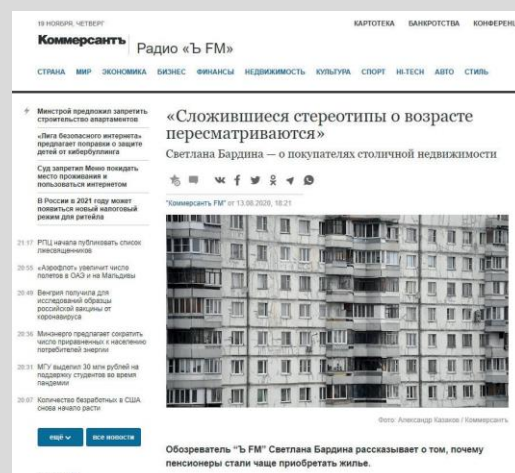 19 НОЯБРЯ, ЧЕТВЕРГ
КАРТОТЕКА БАНКРОТСТВА КОНФЕРЕНЦ
Коммерсантъ Радио «Ъ FM»
СТРАНА МИР ЭКОНОМИКА БИЗНЕС ФИНАНСЫ НЕДВИЖИМОСТЬ КУЛЬТУРА СПОРТ HI-TECH АВТО СТИЛЬ
Минстрой предложил запретить
строительство апартаментов
«Лига безопасного интернета»
предлагает поправки о защите
детей от кибербуллинга
Суд запретил Меню покидать
место проживания и
пользоваться интернетом
В России в 2021 году может
появиться новый налоговый
режим для ритейла
21:17 РПЦ начала публиковать список
лжесвященников
20:55 «Аэрофлот» увеличит число
полетов в ОАЭ и на Мальдивы
20:49 Венгрия получила для
исследований образцы
российской вакцины от
коронавируса
20:36 Минэнерго предлагает сократить
число приравненных к населению
потребителей энергии
20:31 МГУ выделил 30 млн рублей на
поддержку студентов во время
пандемии
20:07 Количество безработных в США
снова начало расти
ещё все новости
«Сложившиеся стереотипы о возрасте
пересматриваются»
Светлана Бардина — о покупателях столичной недвижимости
"Коммерсантъ FM" от 13.08.2020, 18:21
Фото: Александр Казаков / Коммерсантъ
Обозреватель “Ъ FM” Светлана Бардина рассказывает о том, почему
пенсионеры стали чаще приобретать жилье.